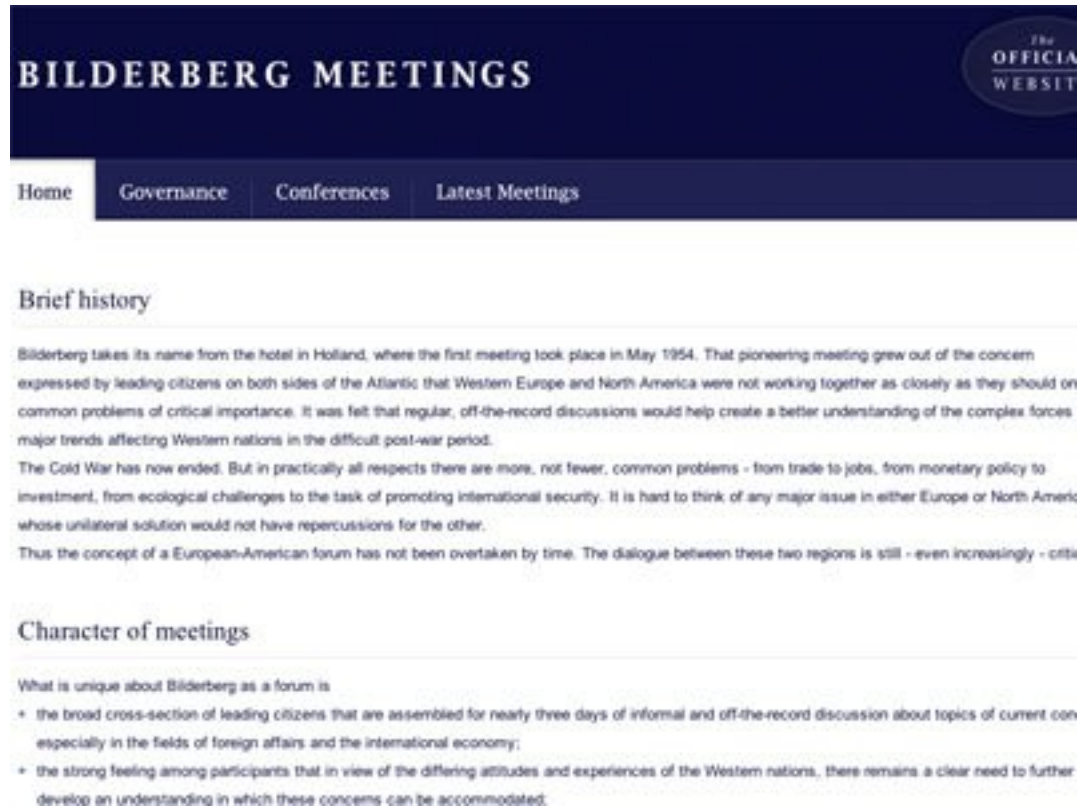 BILDERBERG MEETINGS
The
OFFICIA
WEBSIT
Home Governance Conferences Latest Meetings
Brief history
Bilderberg takes its name from the hotel in Holland, where the first meeting took place in May 1954. That pioneering meeting grew out of the concern
expressed by leading citizens on both sides of the Atlantic that Western Europe and North America were not working together as closely as they should on
common problems of critical importance. It was felt that regular, off-the-record discussions would help create a better understanding of the complex forces
major trends affecting Western nations in the difficult post-war period.
The Cold War has now ended. But in practically all respects there are more, not fewer, common problems - from trade to jobs, from monetary policy to
investment, from ecological challenges to the task of promoting international security. It is hard to think of any major issue in either Europe or North Americ
whose unilateral solution would not have repercussions for the other.
Thus the concept of a European-American forum has not been overtaken by time. The dialogue between these two regions is still - even increasingly - critic
Character of meetings
What is unique about Bilderberg as a forum is
• the broad cross-section of leading citizens that are assembled for nearly three days of informal and off-the-record discussion about topics of current con
especially in the fields of foreign affairs and the international economy;
• the strong feeling among participants that in view of the differing attitudes and experiences of the Western nations, there remains a clear need to further
develop an understanding in which these concerns can be accommodated;